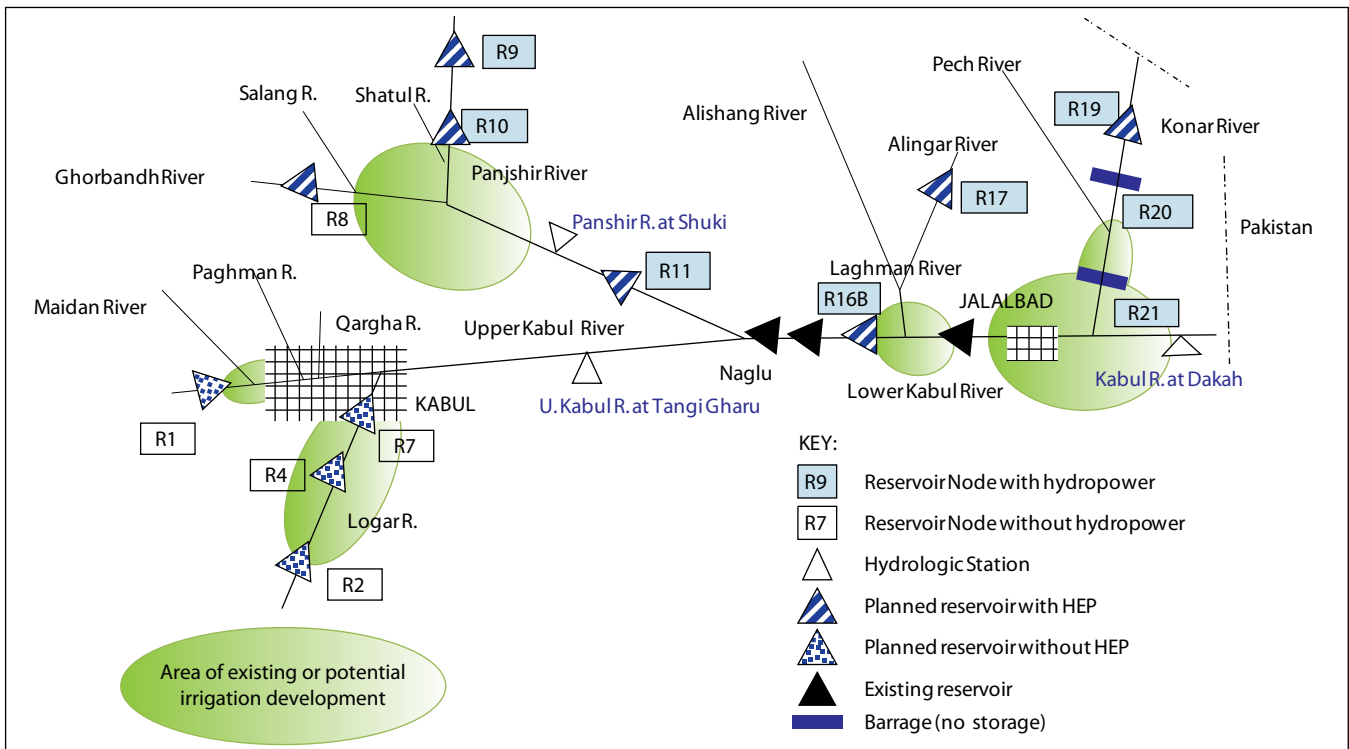 R9
Salang R.
Shatul R.
R10
Ghorbandh River
Panjshir River
R8
Panshir R. at Shuki
R11
Paghman R.
Maidan River
Qargha R.
Upper Kabul River
Naglu
KABUL
U. Kabul R. at Tangi Gharu
R1
R7
R4
Logar R.
R2
Pech River
Alishang River
R19
Konar River
Alingar River
R17
R20
Pakistan
Laghman River
R16B
JALALBAD
R21
Lower Kabul River
Kabul R. at Dakah
KEY:
R9 Reservoir Node with hydropower
R7 Reservoir Node without hydropower
Hydrologic Station
Planned reservoir with HEP
Planned reservoir without HEP
Existing reservoir
Barrage (no storage)
Area of existing or potential
irrigation development